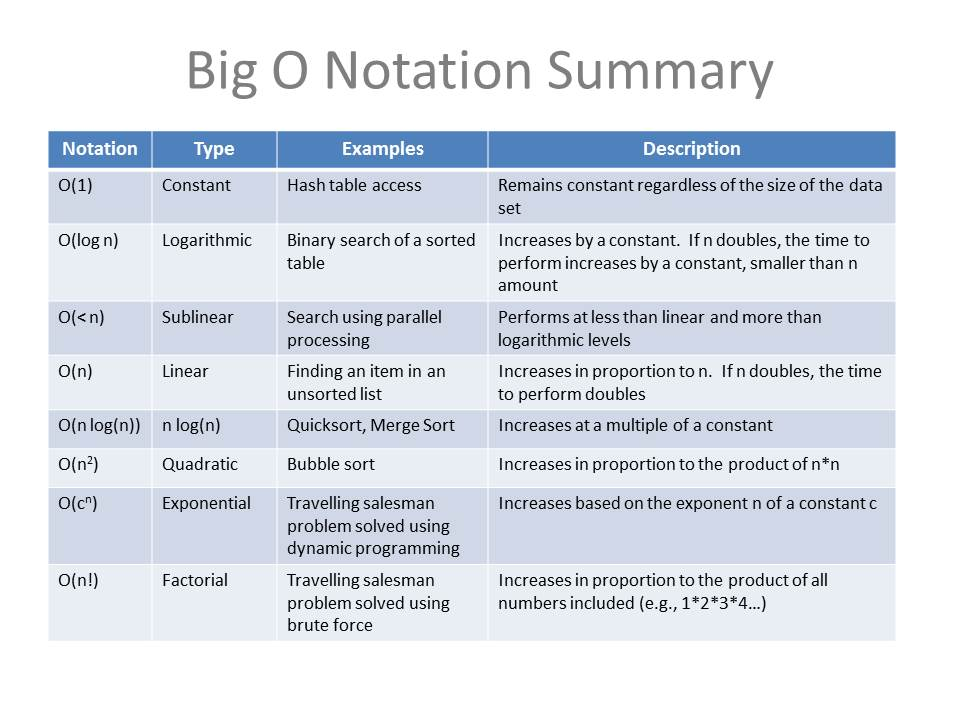 Big O Notation Summary
Notation Type Examples Description
O(1) Constant Hash table access Remains constant regardless of the size of the data
set
O(log n) Logarithmic Binary search of a sorted Increases by a constant. If n doubles, the time to
table perform increases by a constant, smaller than n
amount
O(< n) Sublinear Search using parallel Performs at less than linear and more than
processing logarithmic levels
O(n) Linear Finding an item in an Increases in proportion to n. If n doubles, the time
unsorted list to perform doubles
O(n log(n)) n log(n) Quicksort, Merge Sort Increases at a multiple of a constant
O(n²) Quadratic Bubble sort Increases in proportion to the product of n*n
O(cⁿ) Exponential Travelling salesman Increases based on the exponent n of a constant c
problem solved using
dynamic programming
O(n!) Factorial Travelling salesman Increases in proportion to the product of all
problem solved using numbers included (e.g., 1*2*3*4…)
brute force